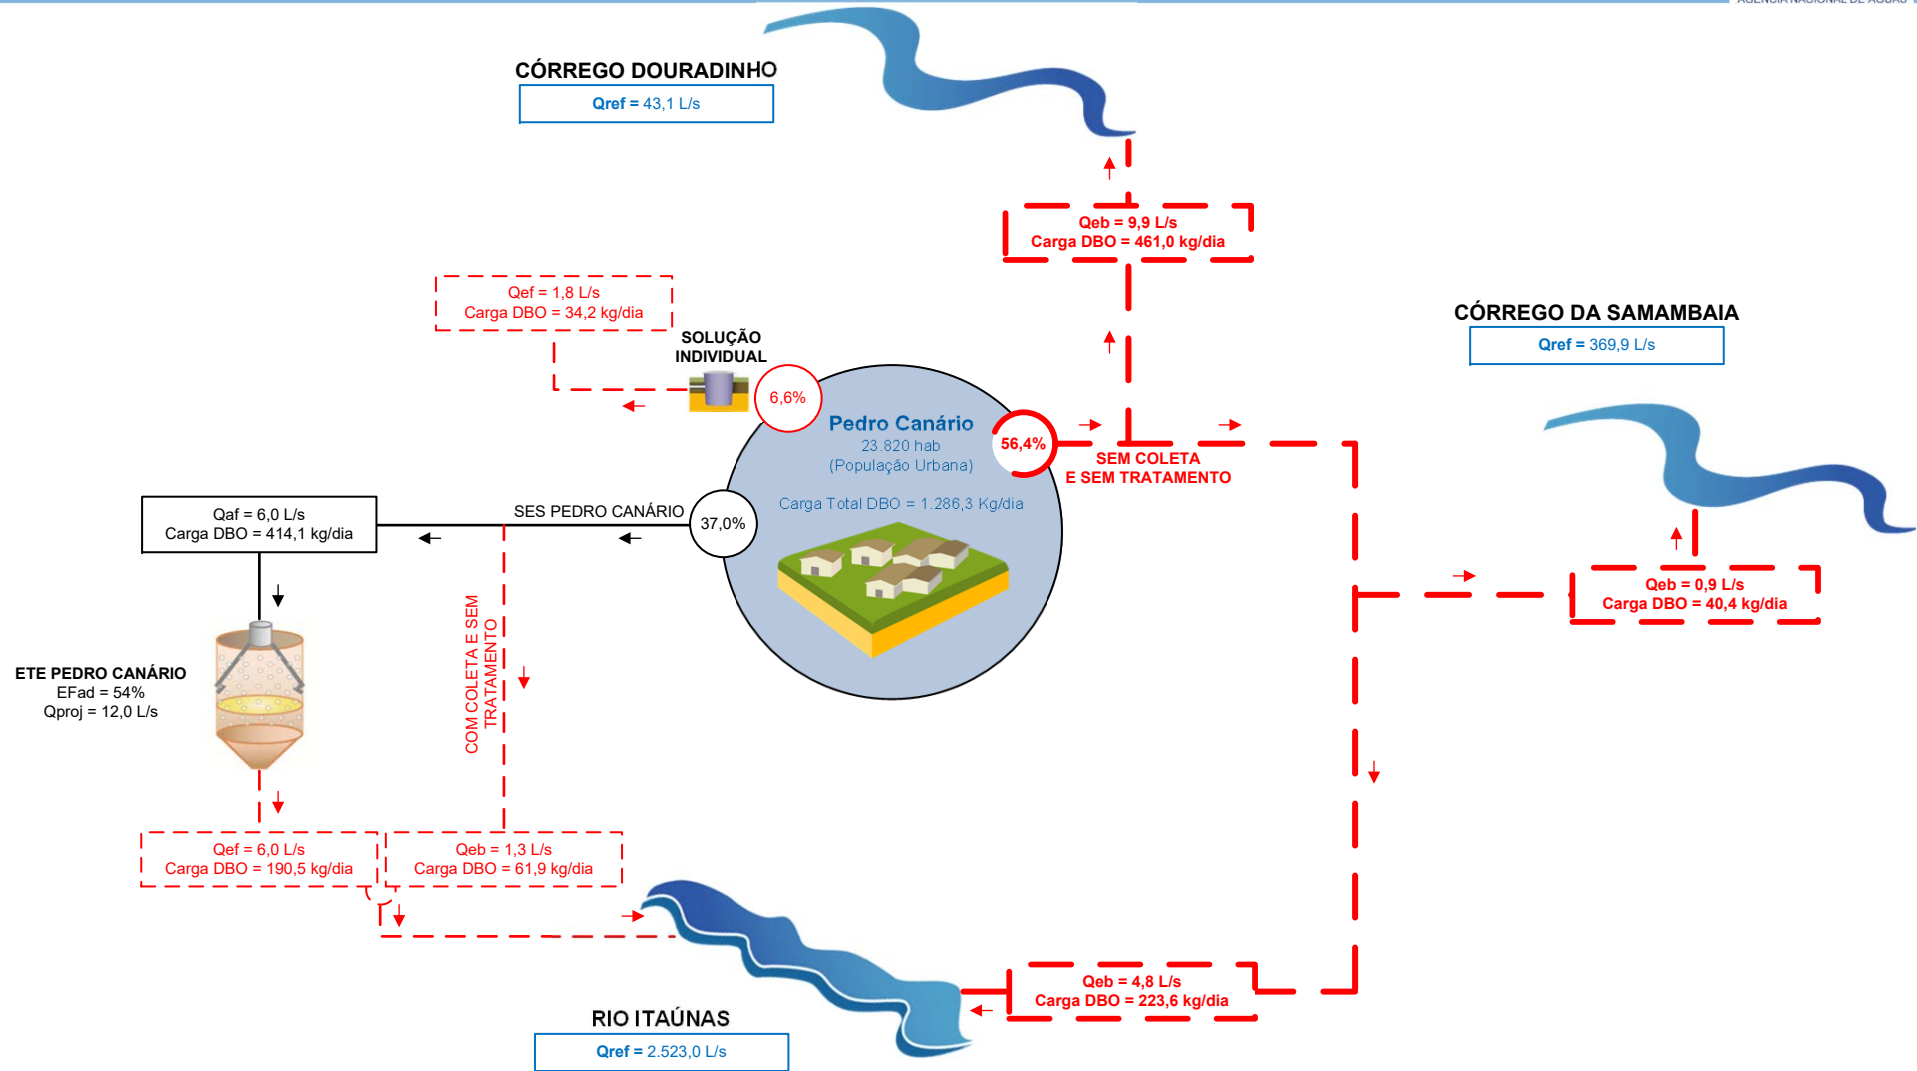 AGÊNCIA NACIONAL DE ÁGUAS
CÓRREGO DOURADINHO
Qref = 43,1 L/s
Qeb = 9,9 L/s
Carga DBO = 461,0 kg/dia
Qef = 1,8 L/s
Carga DBO = 34,2 kg/dia
SOLUÇÃO
INDIVIDUAL
6,6%
CÓRREGO DA SAMAMBAIA
Qref = 369,9 L/s
Pedro Canário
23.820 hab
(População Urbana)
Carga Total DBO = 1.286,3 Kg/dia
56,4%
SEM COLETA
E SEM TRATAMENTO
37,0%
SES PEDRO CANÁRIO
Qaf = 6,0 L/s
Carga DBO = 414,1 kg/dia
Qeb = 0,9 L/s
Carga DBO = 40,4 kg/dia
COM COLETA E SEM
TRATAMENTO
ETE PEDRO CANÁRIO
EFad = 54%
Qproj = 12,0 L/s
Qef = 6,0 L/s
Carga DBO = 190,5 kg/dia
Qeb = 1,3 L/s
Carga DBO = 61,9 kg/dia
Qeb = 4,8 L/s
Carga DBO = 223,6 kg/dia
RIO ITAÚNAS
Qref = 2.523,0 L/s